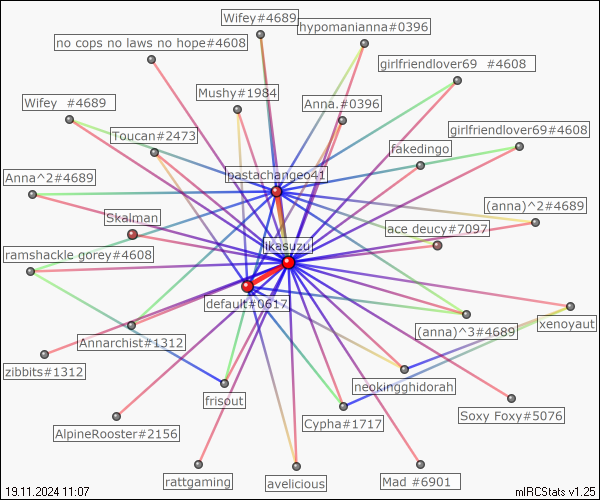 Wifey#4689
hypomanianna#0396
no cops no laws no hope#4608
girlfriendlover69 #4608
Mushy#1984
Wifey #4689
Anna.#0396
Toucan#2473
girlfriendlover69#4608
fakedingo
pastachangeo41
Anna^2#4689
(anna)^2#4689
Skalman
ace deucy#7097
ikasuzu
ramshackle gorey#4608
default#0617
xenoyaut
(anna)^3#4689
Annarchist#1312
zibbits#1312
neokingghidorah
frisout
Soxy Foxy#5076
Cypha#1717
AlpineRooster#2156
rattgaming
avelicious
Mad #6901
19.11.2024 11:07
mIRCStats v1.25